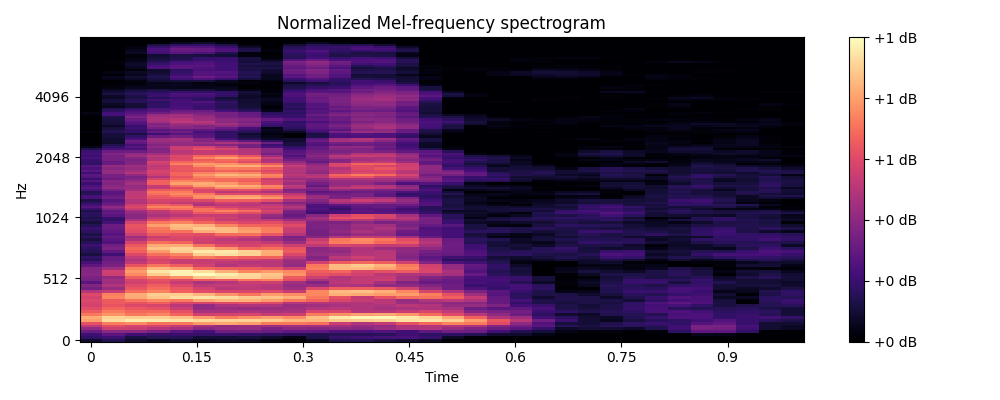 Normalized Mel-frequency spectrogram
Hz
4096
2048
1024
512
0
0 0.15 0.3 0.45 0.6 0.75 0.9
Time
+1 dB
+1 dB
+1 dB
+0 dB
+0 dB
+0 dB